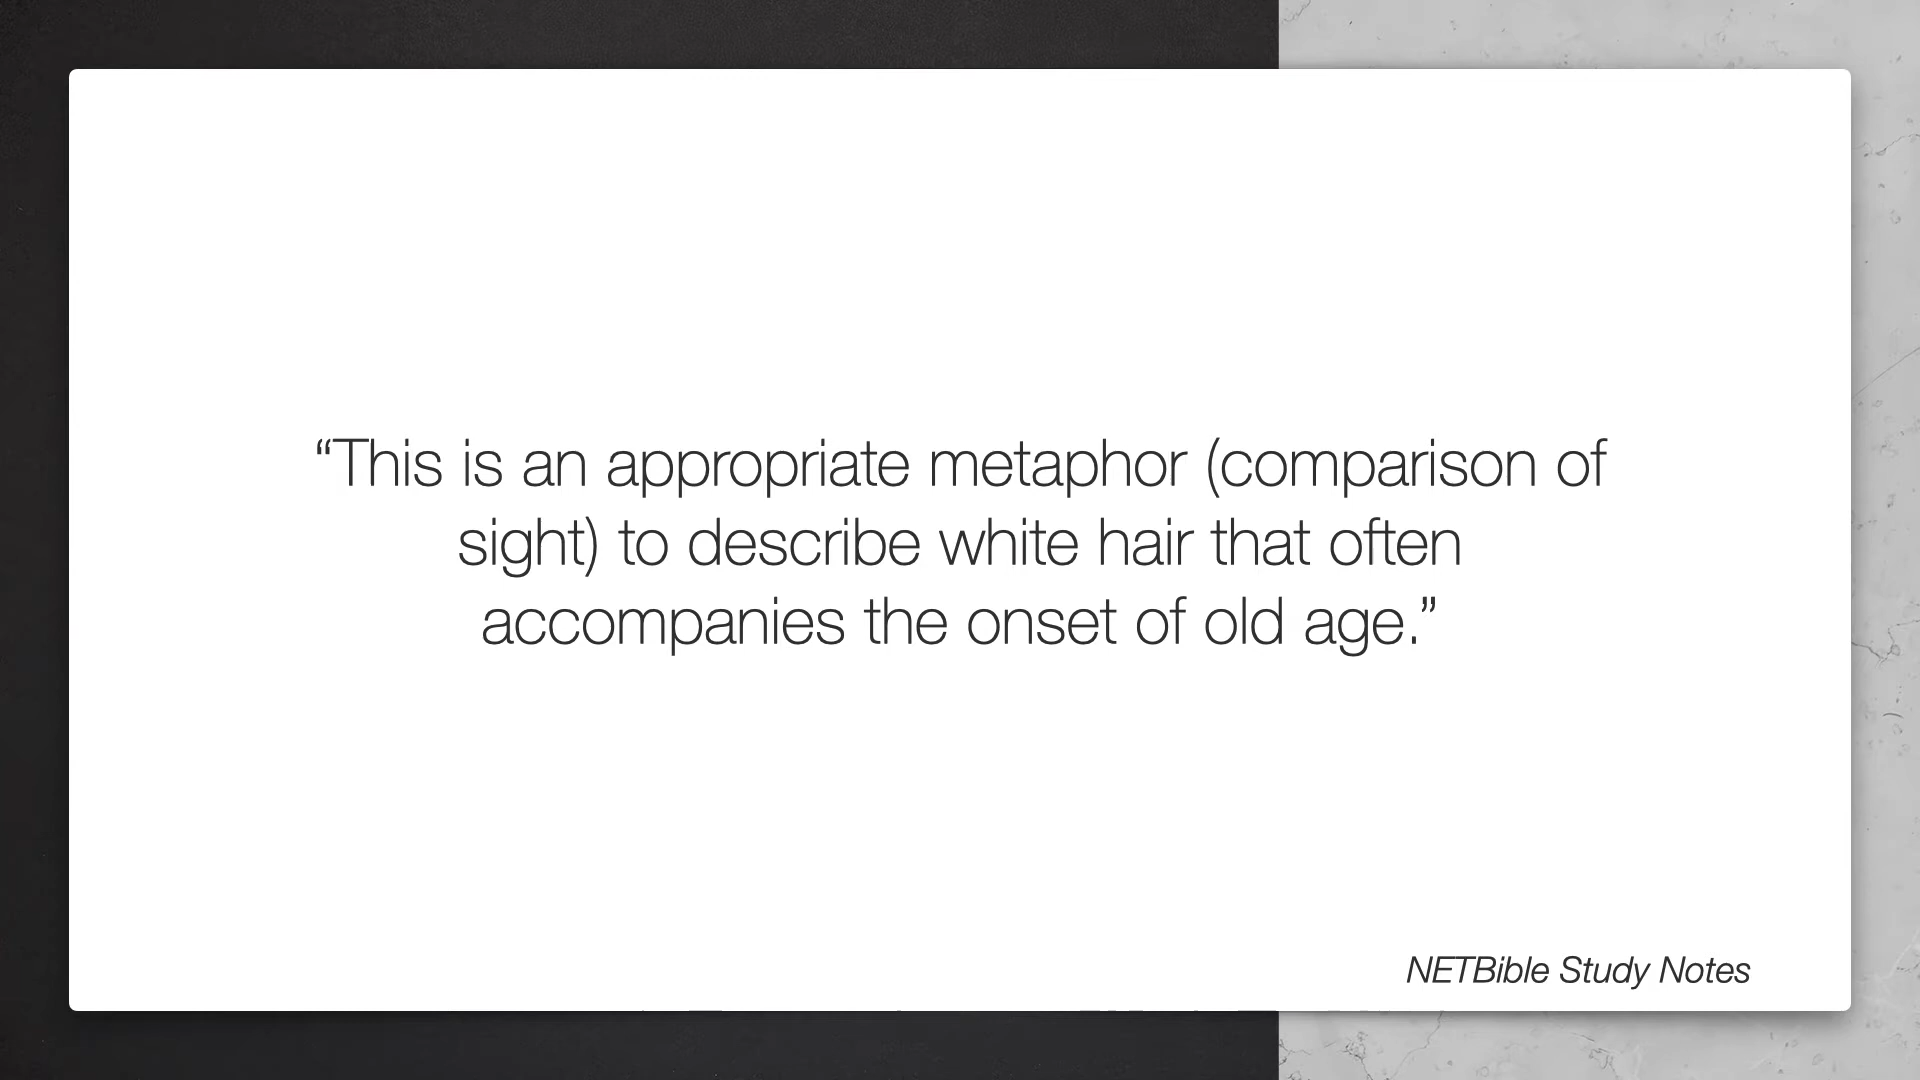 “This is an appropriate metaphor (comparison of
sight) to describe white hair that often
accompanies the onset of old age.”
NETBible Study Notes